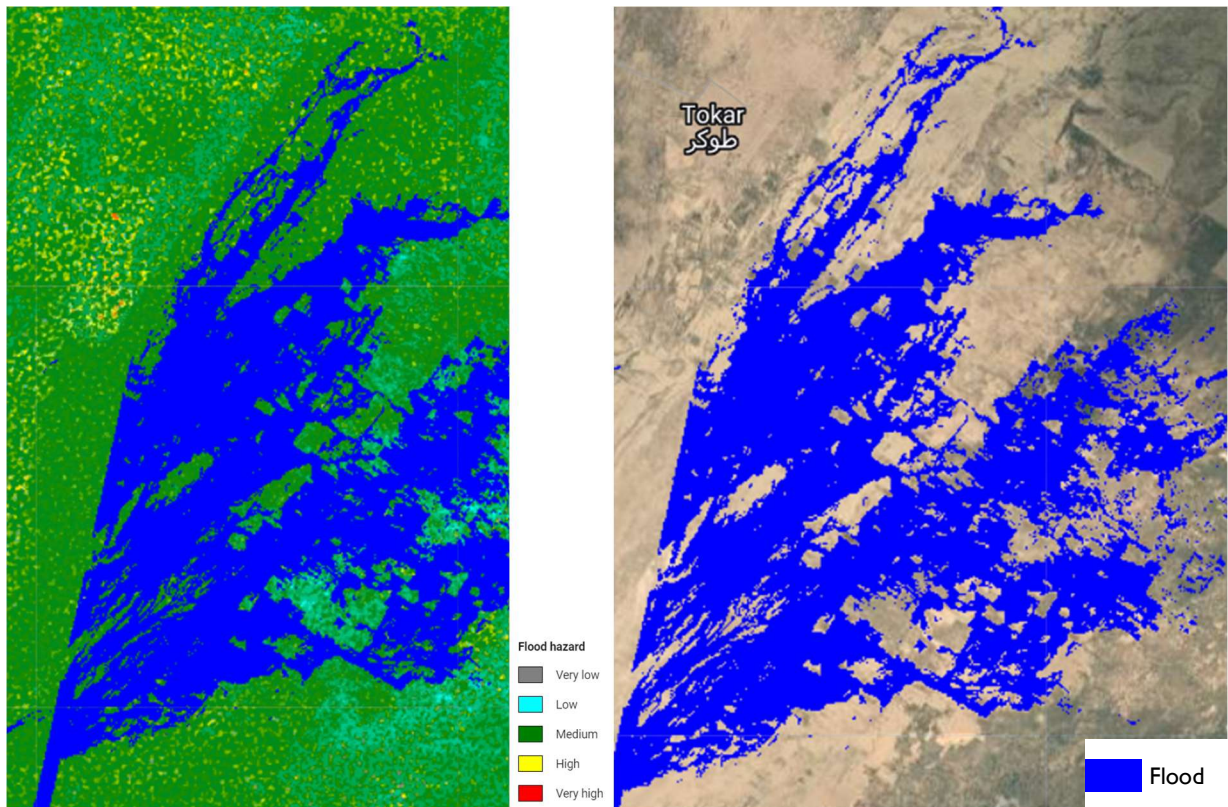 Tokar
طوكر
Flood hazard
Very low
Low
Medium
High
Very high
Flood